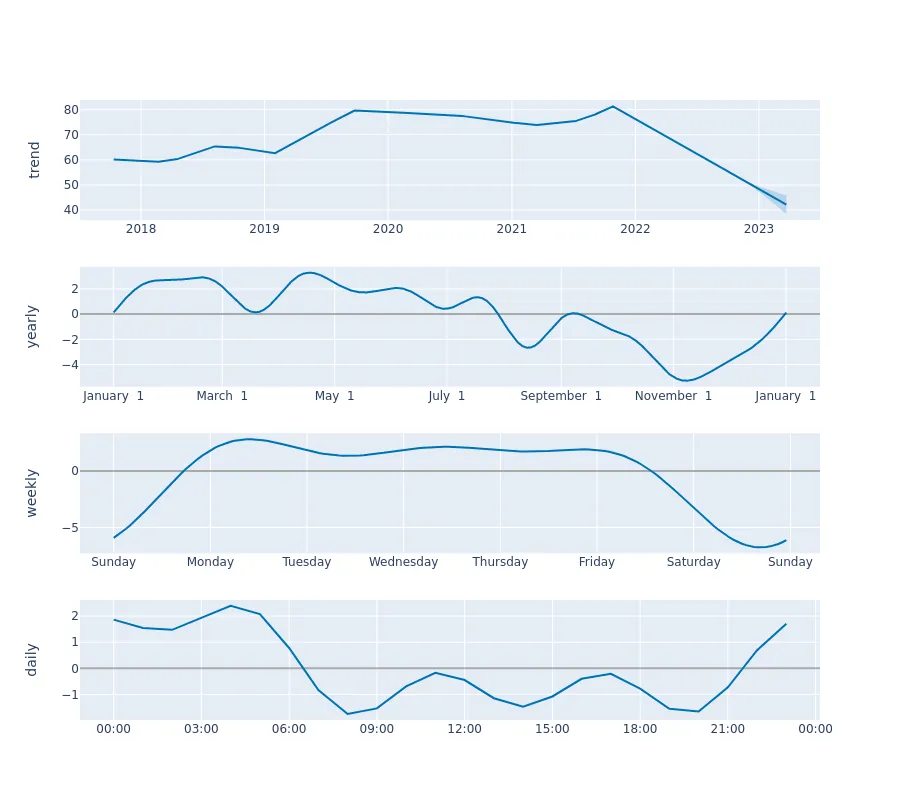 80
70
60
50
40
trend
2018 2019 2020 2021 2022 2023
2
0
−2
−4
yearly
January 1 March 1 May 1 July 1 September 1 November 1 January 1
0
−5
weekly
Sunday Monday Tuesday Wednesday Thursday Friday Saturday Sunday
2
1
0
−1
daily
00:00 03:00 06:00 09:00 12:00 15:00 18:00 21:00 00:00